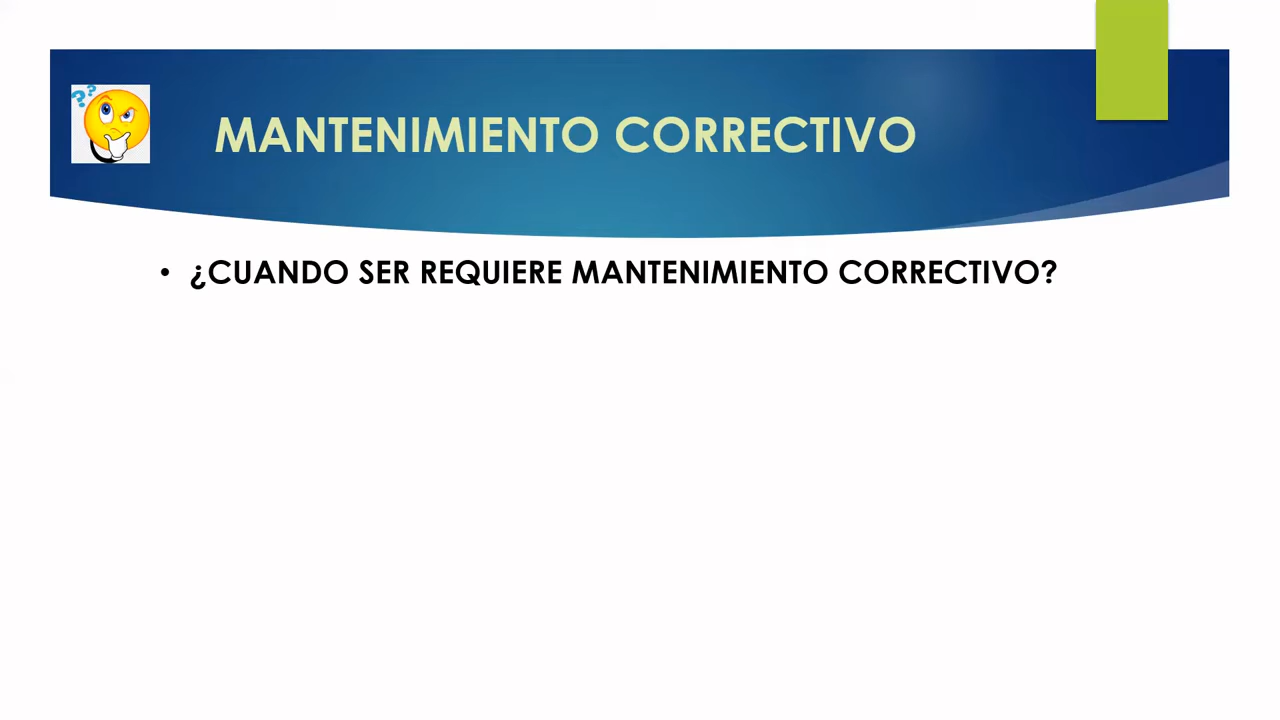 MANTENIMIENTO CORRECTIVO
• ¿CUANDO SER REQUIERE MANTENIMIENTO CORRECTIVO?